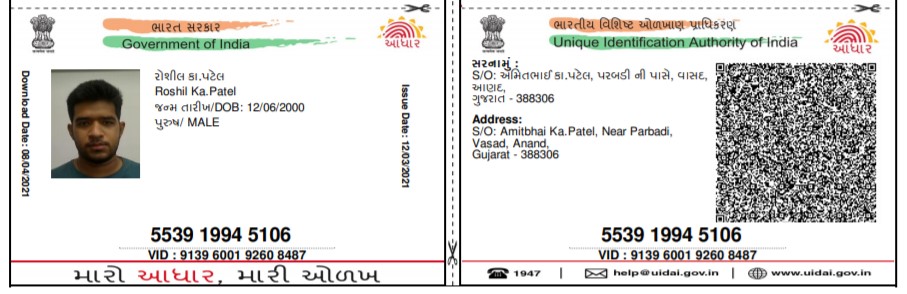 ભારત સરકાર
Government of India
આધાર
Download Date: 08/04/2021
રોશીલ કા.પટેલ
Roshil Ka.Patel
જન્મ તારીખ/DOB: 12/06/2000
પુરુષ/ MALE
Issue Date: 12/03/2021
5539 1994 5106
VID : 9139 6001 9260 8487
મારો આધાર, મારી ઓળખ
ભારતીય વિશિષ્ટ ઓળખાણ પ્રાધિકરણ
Unique Identification Authority of India
આધાર
સરનામું :
S/O: અમિતભાઈ કા.પટેલ, પરબડી ની પાસે, વાસદ,
આણંદ,
ગુજરાત - 388306
Address:
S/O: Amitbhai Ka.Patel, Near Parbadi,
Vasad, Anand,
Gujarat - 388306
5539 1994 5106
VID : 9139 6001 9260 8487
1947 | help@uidai.gov.in | www.uidai.gov.in